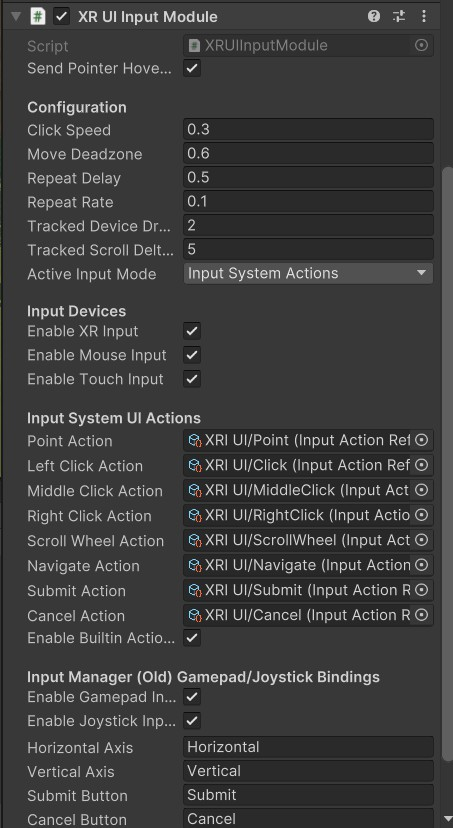 XR UI Input Module
Script XRUIInputModule
Send Pointer Hove...
Configuration
Click Speed 0.3
Move Deadzone 0.6
Repeat Delay 0.5
Repeat Rate 0.1
Tracked Device Dr... 2
Tracked Scroll Delt... 5
Active Input Mode Input System Actions
Input Devices
Enable XR Input
Enable Mouse Input
Enable Touch Input
Input System UI Actions
Point Action XRI UI/Point (Input Action Ref
Left Click Action XRI UI/Click (Input Action Ref
Middle Click Action XRI UI/MiddleClick (Input Act
Right Click Action XRI UI/RightClick (Input Actio
Scroll Wheel Action XRI UI/ScrollWheel (Input Act
Navigate Action XRI UI/Navigate (Input Action
Submit Action XRI UI/Submit (Input Action R
Cancel Action XRI UI/Cancel (Input Action R
Enable Builtin Actio...
Input Manager (Old) Gamepad/Joystick Bindings
Enable Gamepad In...
Enable Joystick Inp...
Horizontal Axis Horizontal
Vertical Axis Vertical
Submit Button Submit
Cancel Button Cancel